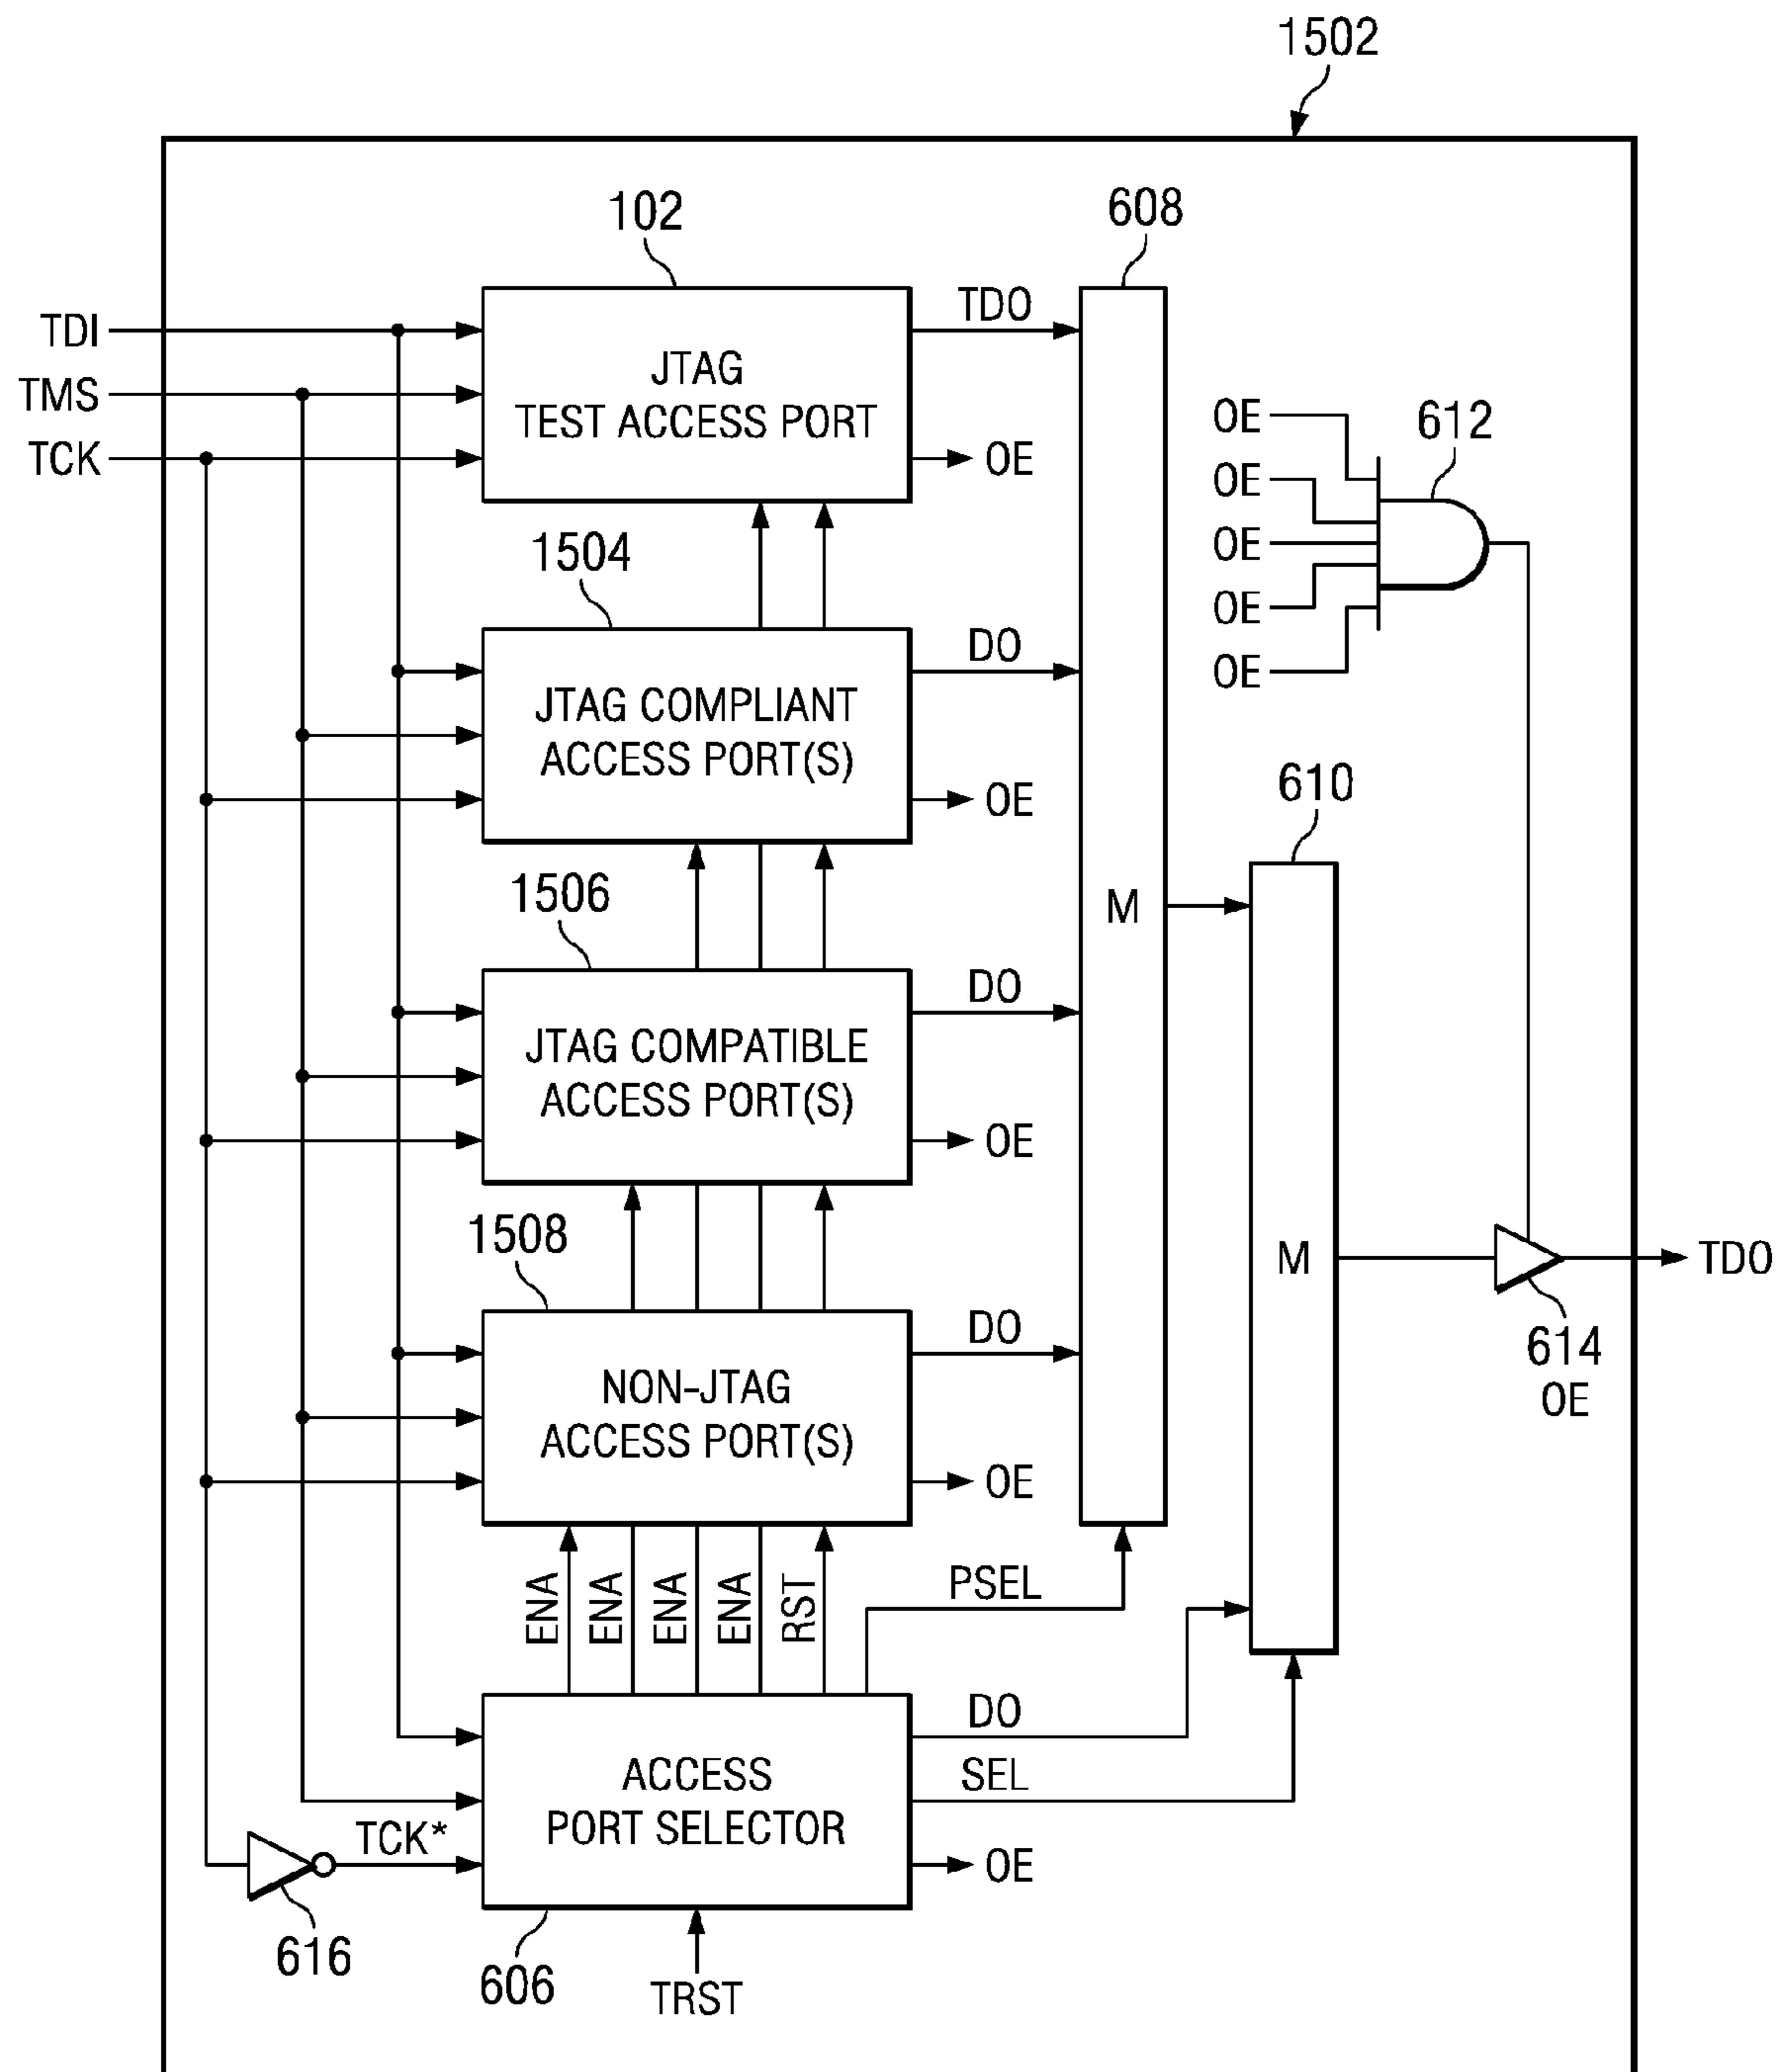 1502
102
608
TDI
TMS
TCK
JTAG
TEST ACCESS PORT
TDO
OE
OE
OE
OE
OE
OE
612
1504
JTAG COMPLIANT
ACCESS PORT(S)
DO
OE
610
1506
JTAG COMPATIBLE
ACCESS PORT(S)
DO
OE
M
M
1508
NON-JTAG
ACCESS PORT(S)
DO
OE
TDO
614
OE
ENA
ENA
ENA
ENA
RST
PSEL
ACCESS
PORT SELECTOR
DO
SEL
OE
TCK*
616
606
TRST